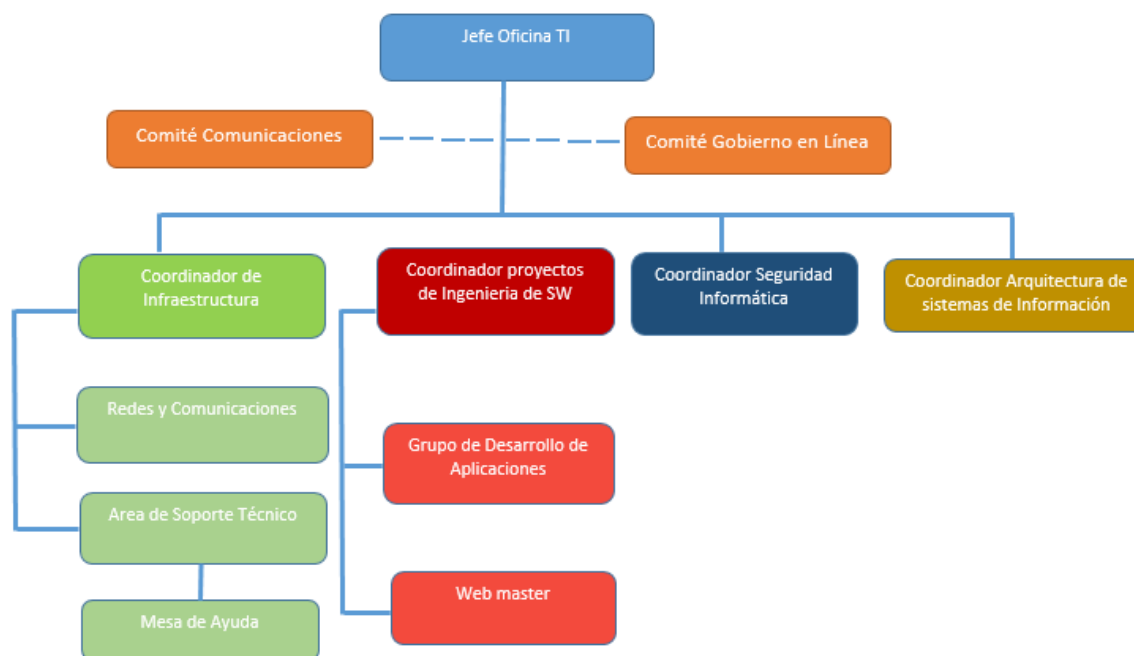 Jefe Oficina TI
Comité Comunicaciones
Comité Gobierno en Línea
Coordinador de
Infraestructura
Coordinador proyectos
de Ingenieria de SW
Coordinador Seguridad
Informática
Coordinador Arquitectura de
sistemas de Información
Redes y Comunicaciones
Area de Soporte Técnico
Mesa de Ayuda
Grupo de Desarrollo de
Aplicaciones
Web master